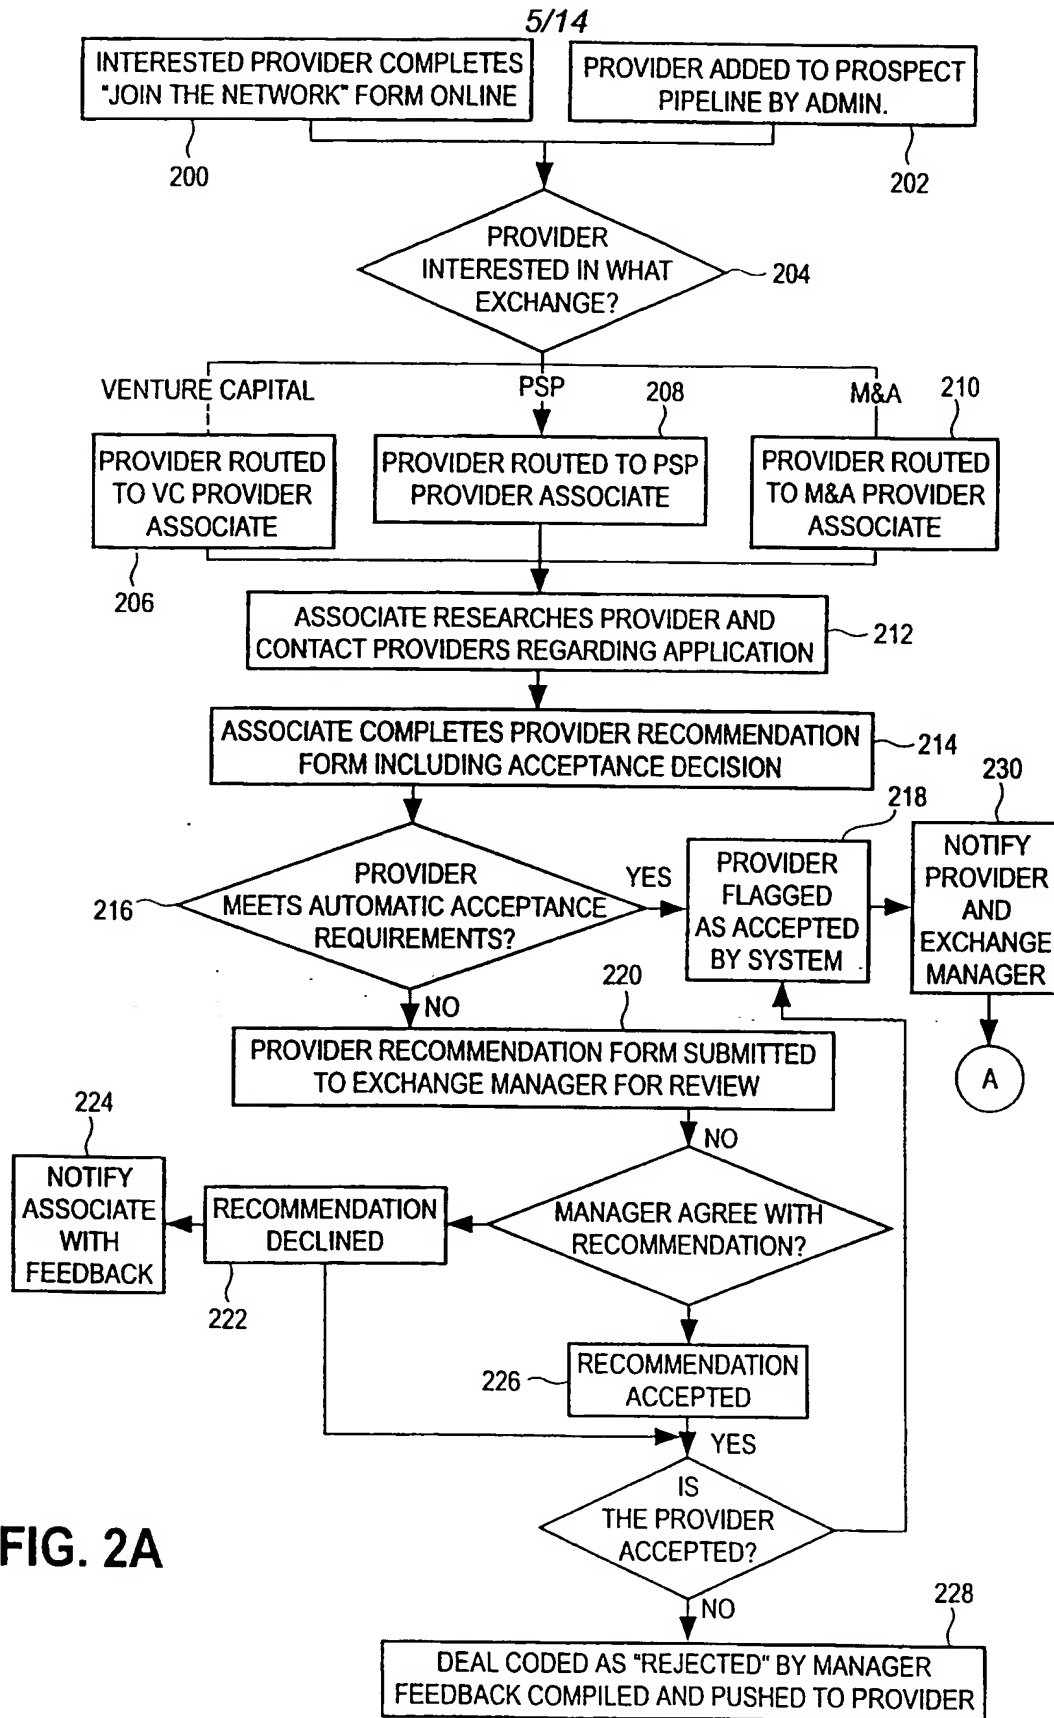 5/14
INTERESTED PROVIDER COMPLETES
"JOIN THE NETWORK" FORM ONLINE
PROVIDER ADDED TO PROSPECT
PIPELINE BY ADMIN.
200
202
PROVIDER
INTERESTED IN WHAT
EXCHANGE?
204
VENTURE CAPITAL
PSP
208
M&A
210
PROVIDER ROUTED
TO VC PROVIDER
ASSOCIATE
PROVIDER ROUTED TO PSP
PROVIDER ASSOCIATE
PROVIDER ROUTED
TO M&A PROVIDER
ASSOCIATE
206
ASSOCIATE RESEARCHES PROVIDER AND
CONTACT PROVIDERS REGARDING APPLICATION
212
ASSOCIATE COMPLETES PROVIDER RECOMMENDATION
FORM INCLUDING ACCEPTANCE DECISION
214
218
230
216
PROVIDER
MEETS AUTOMATIC ACCEPTANCE
REQUIREMENTS?
YES
PROVIDER
FLAGGED
AS ACCEPTED
BY SYSTEM
NOTIFY
PROVIDER
AND
EXCHANGE
MANAGER
NO
220
PROVIDER RECOMMENDATION FORM SUBMITTED
TO EXCHANGE MANAGER FOR REVIEW
A
224
NO
NOTIFY
ASSOCIATE
WITH
FEEDBACK
RECOMMENDATION
DECLINED
MANAGER AGREE WITH
RECOMMENDATION?
222
226
RECOMMENDATION
ACCEPTED
YES
IS
THE PROVIDER
ACCEPTED?
FIG. 2A
NO
228
DEAL CODED AS "REJECTED" BY MANAGER
FEEDBACK COMPILED AND PUSHED TO PROVIDER